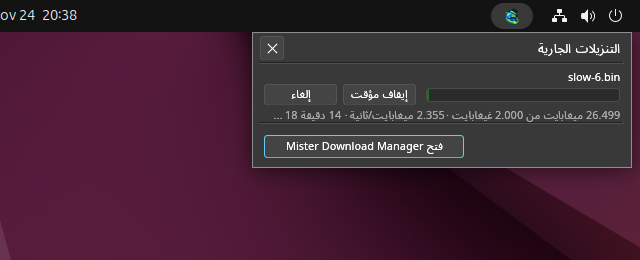 ov 24 20:38
التنزيلات الجارية
slow-6.bin
إيقاف مؤقت
إلغاء
26.499 ميغابايت من 2.000 غيغابايت · 2.355 ميغابايت/ثانية · 14 دقيقة 18 ...
فتح Mister Download Manager